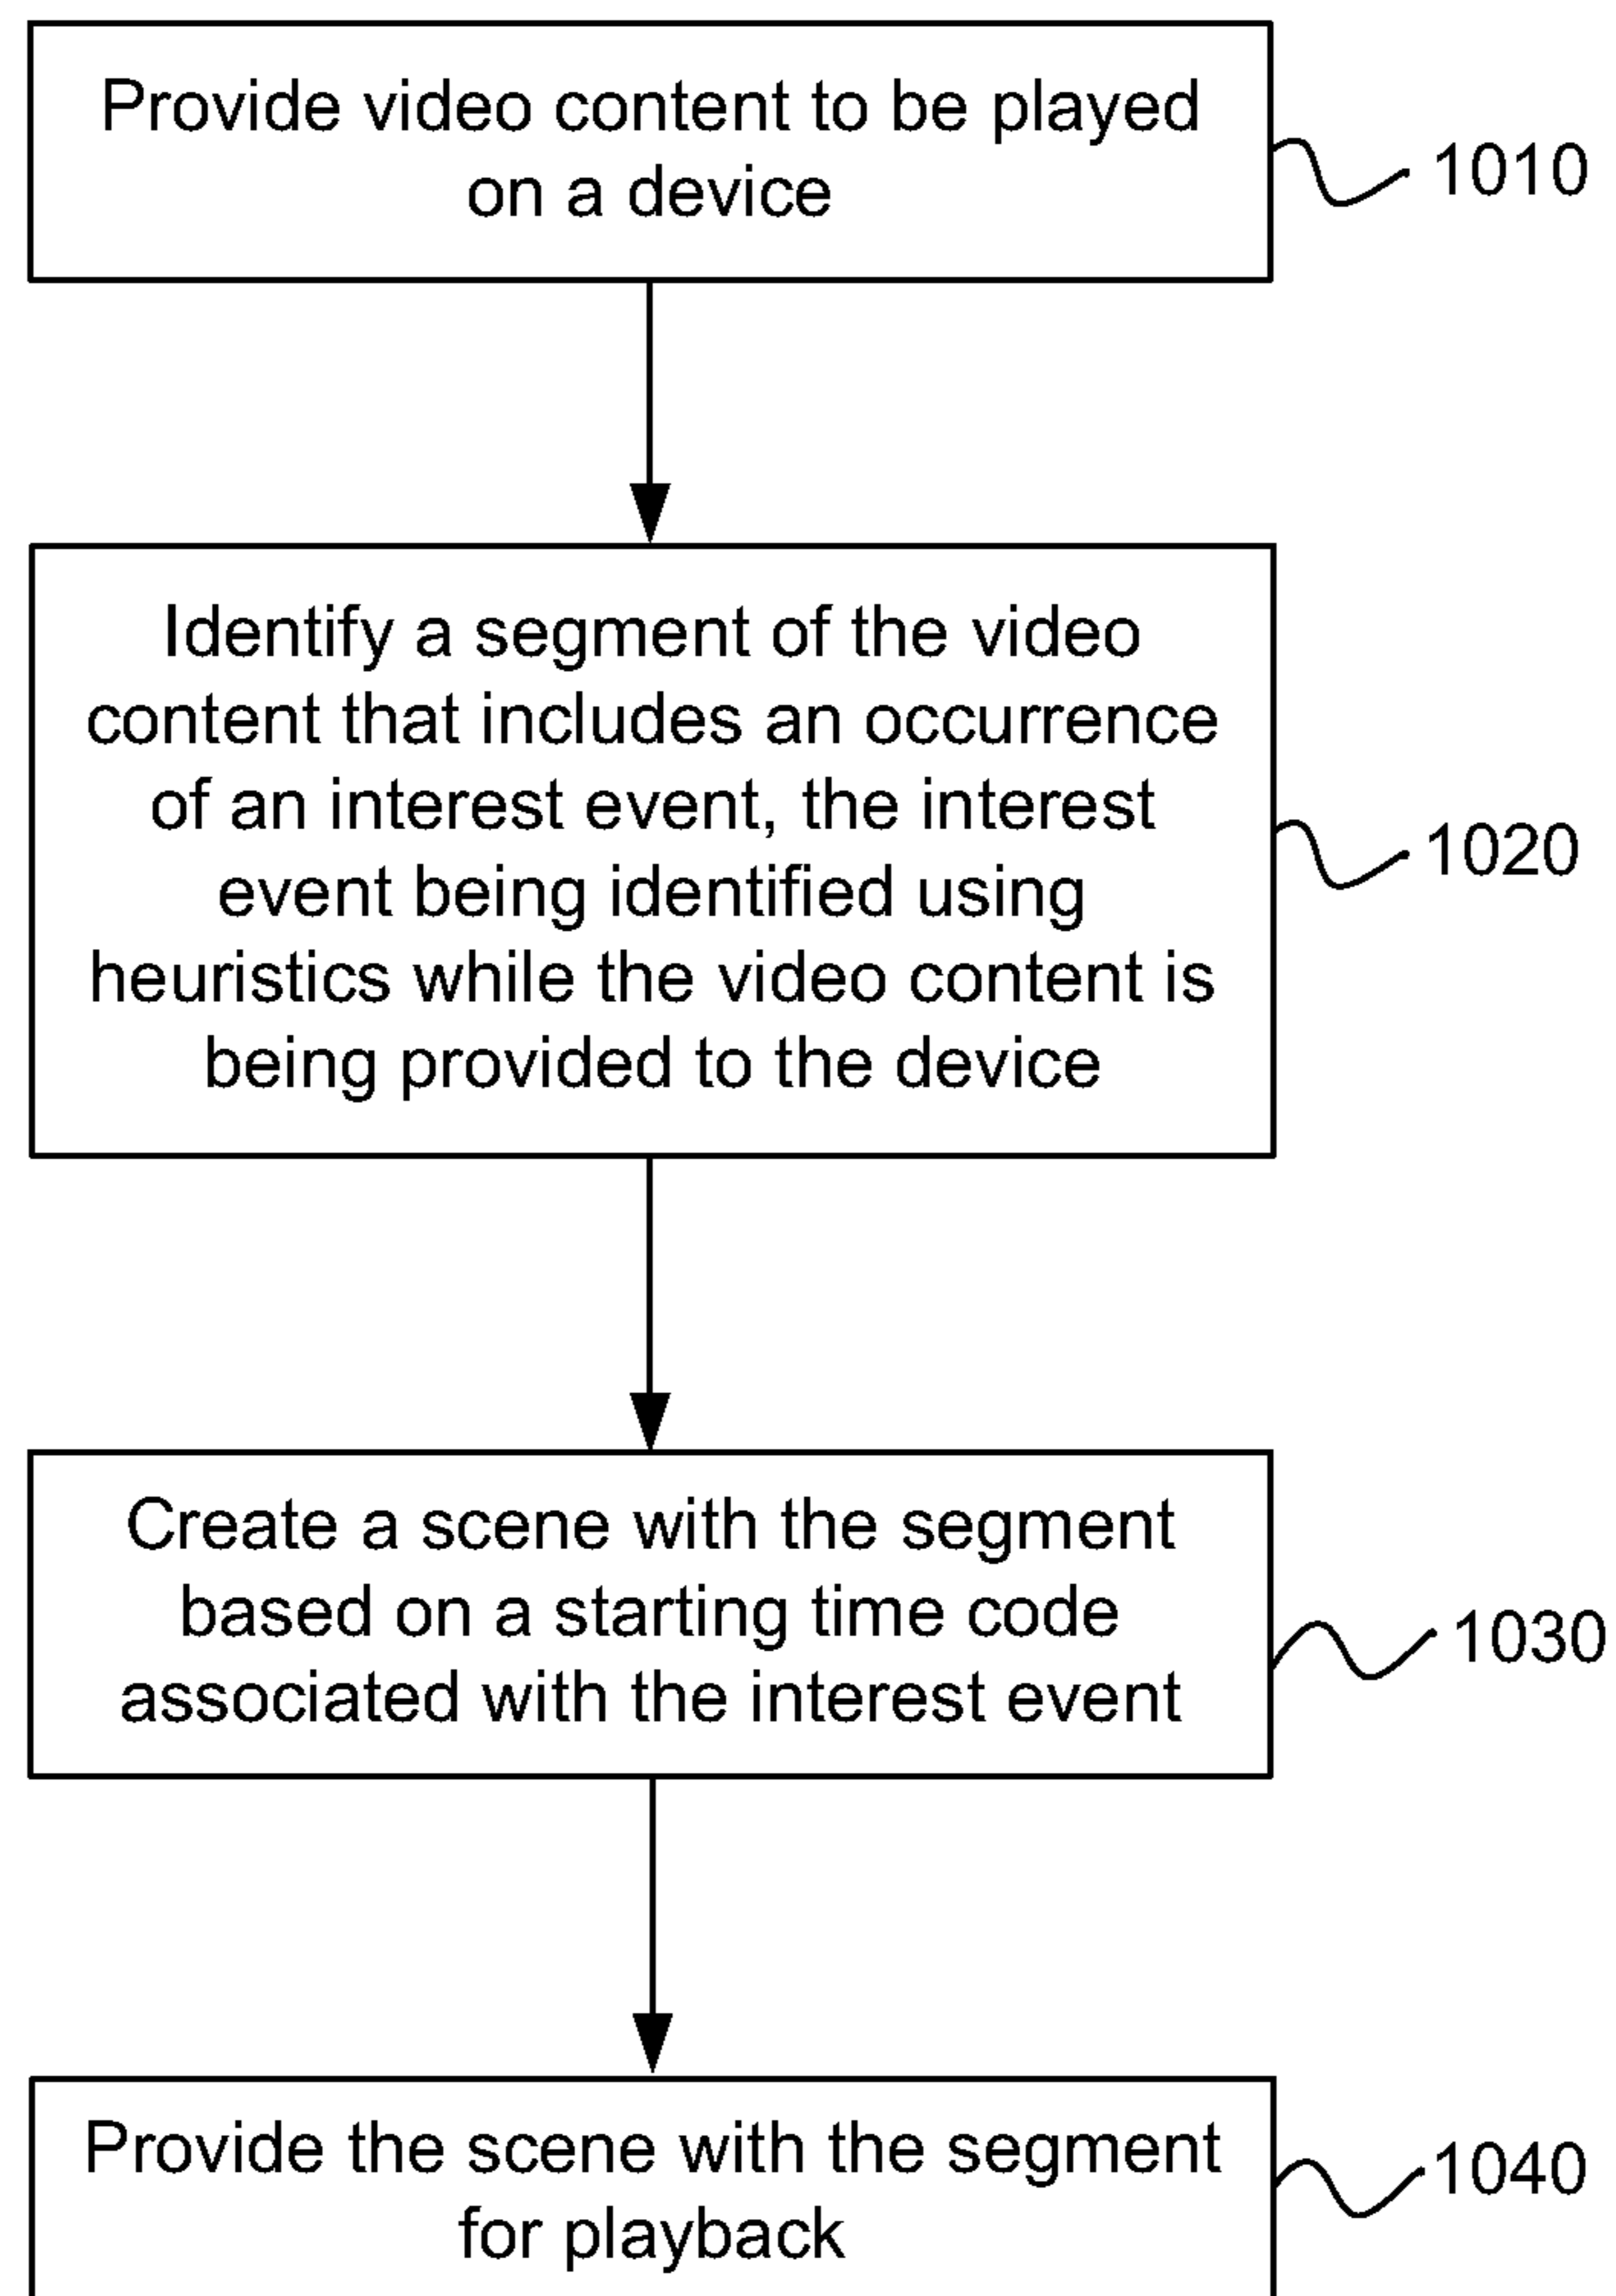 Provide video content to be played
on a device
1010
Identify a segment of the video
content that includes an occurrence
of an interest event, the interest
event being identified using
heuristics while the video content is
being provided to the device
1020
Create a scene with the segment
based on a starting time code
associated with the interest event
1030
Provide the scene with the segment
for playback
1040